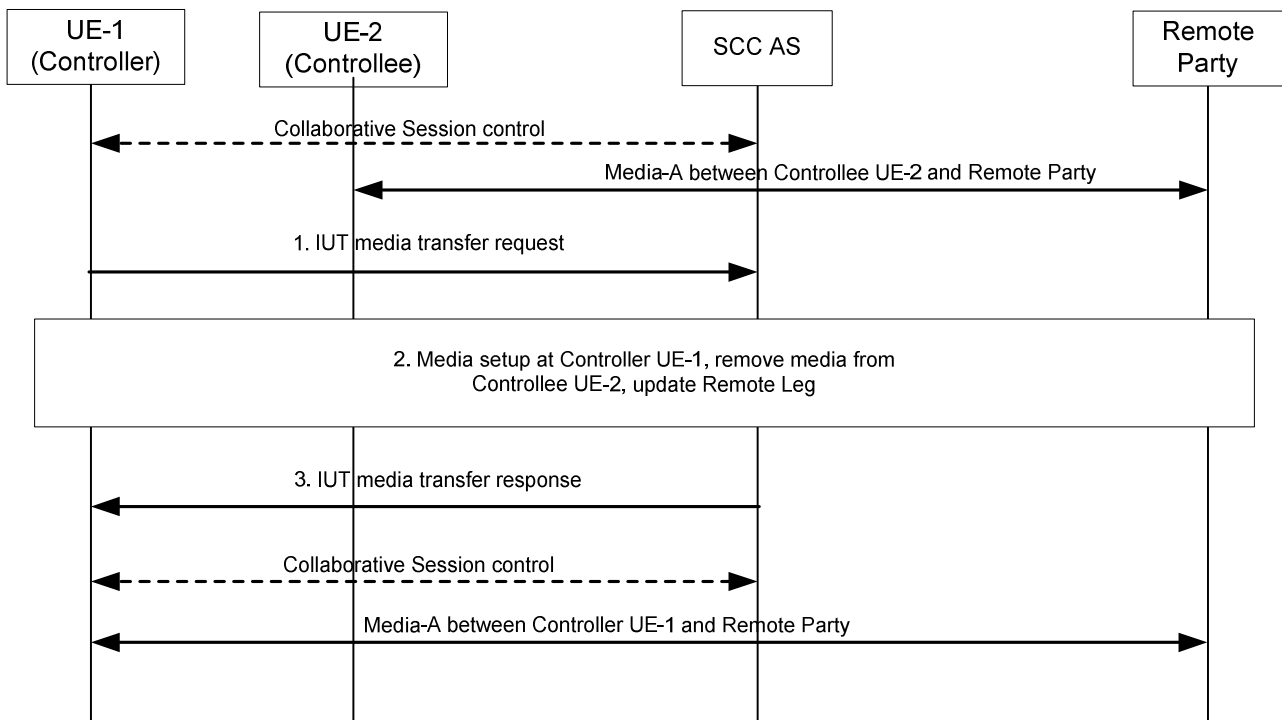 UE-1
(Controller)
UE-2
(Controllee)
SCC AS
Remote
Party
Collaborative Session control
Media-A between Controllee UE-2 and Remote Party
1. IUT media transfer request
2. Media setup at Controller UE-1, remove media from
Controllee UE-2, update Remote Leg
3. IUT media transfer response
Collaborative Session control
Media-A between Controller UE-1 and Remote Party